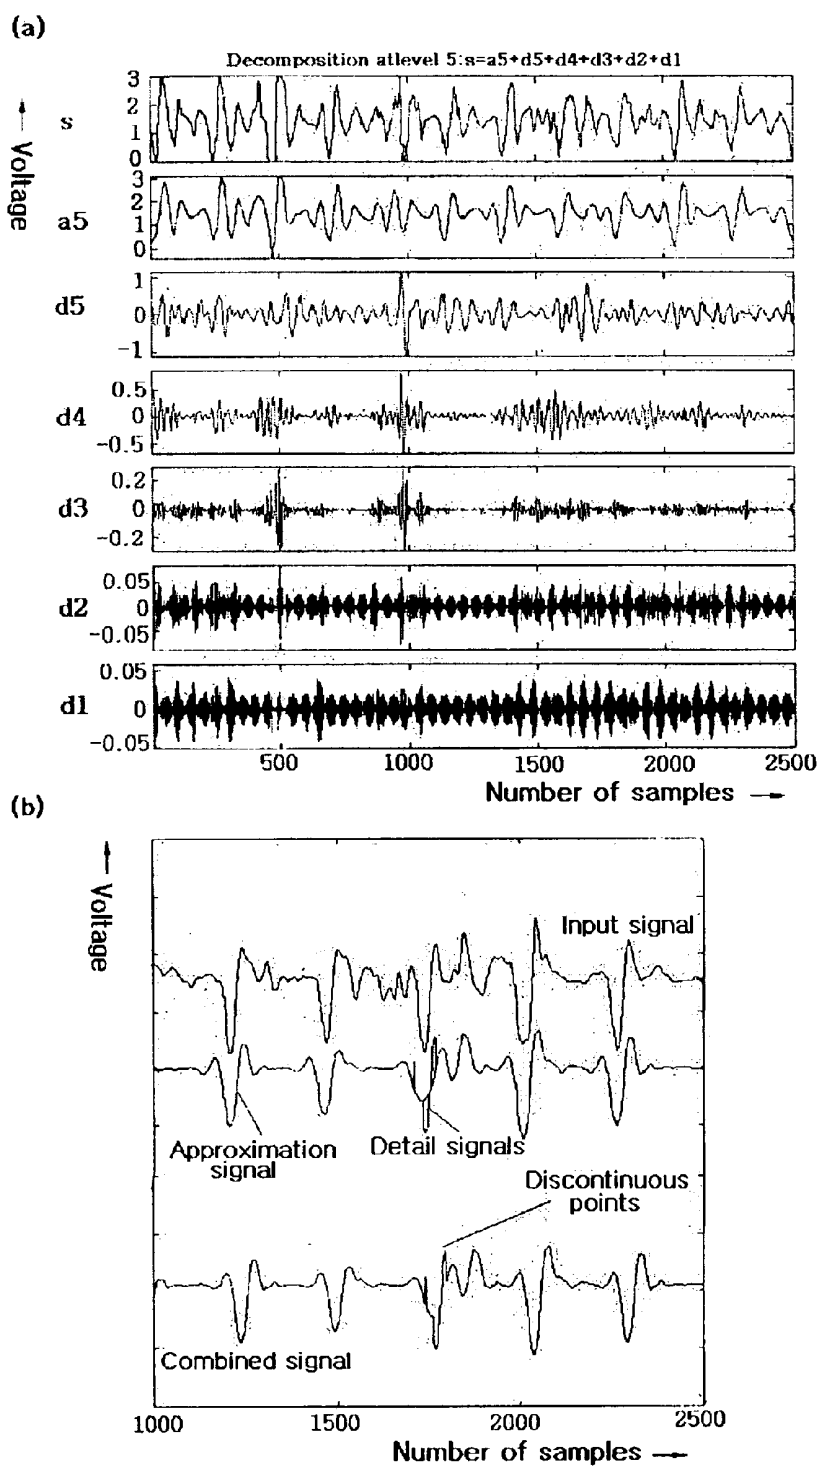 (a)
Decomposition atlevel 5:s=a5+d5+d4+d3+d2+d1
Voltage
s
3
2
1
0
a5
3
2
1
0
d5
1
0
-1
d4
0.5
0
-0.5
d3
0.2
0
-0.2
d2
0.05
0
-0.05
d1
0.05
0
-0.05
500
1000
1500
2000
2500
Number of samples
(b)
Voltage
Input signal
Approximation
signal
Detail signals
Discontinuous
points
Combined signal
1000
1500
2000
2500
Number of samples